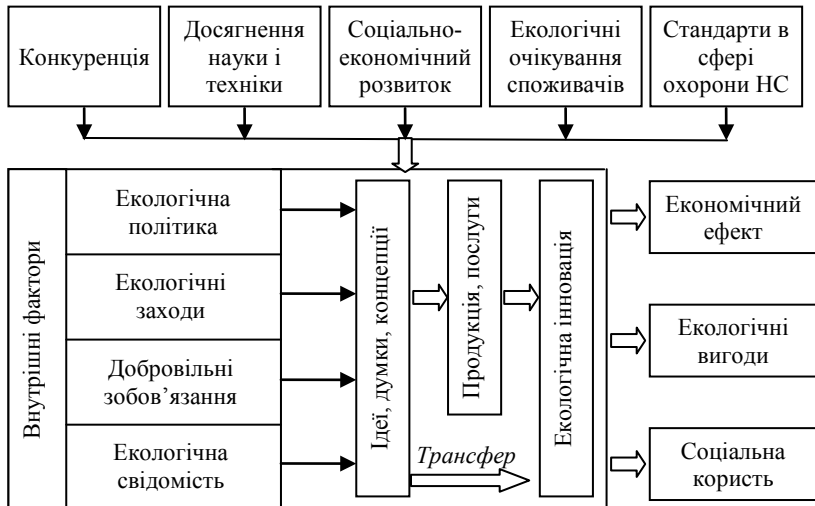 Конкуренція
Досягнення
науки і
техніки
Соціально-
економічний
розвиток
Екологічні
очікування
споживачів
Стандарти в
сфері
охорони НС
Внутрішні фактори
Екологічна
політика
Екологічні
заходи
Добровільні
зобов’язання
Екологічна
свідомість
Ідеї, думки, концепції
Продукція, послуги
Трансфер
Екологічна інновація
Економічний
ефект
Екологічні
вигоди
Соціальна
користь